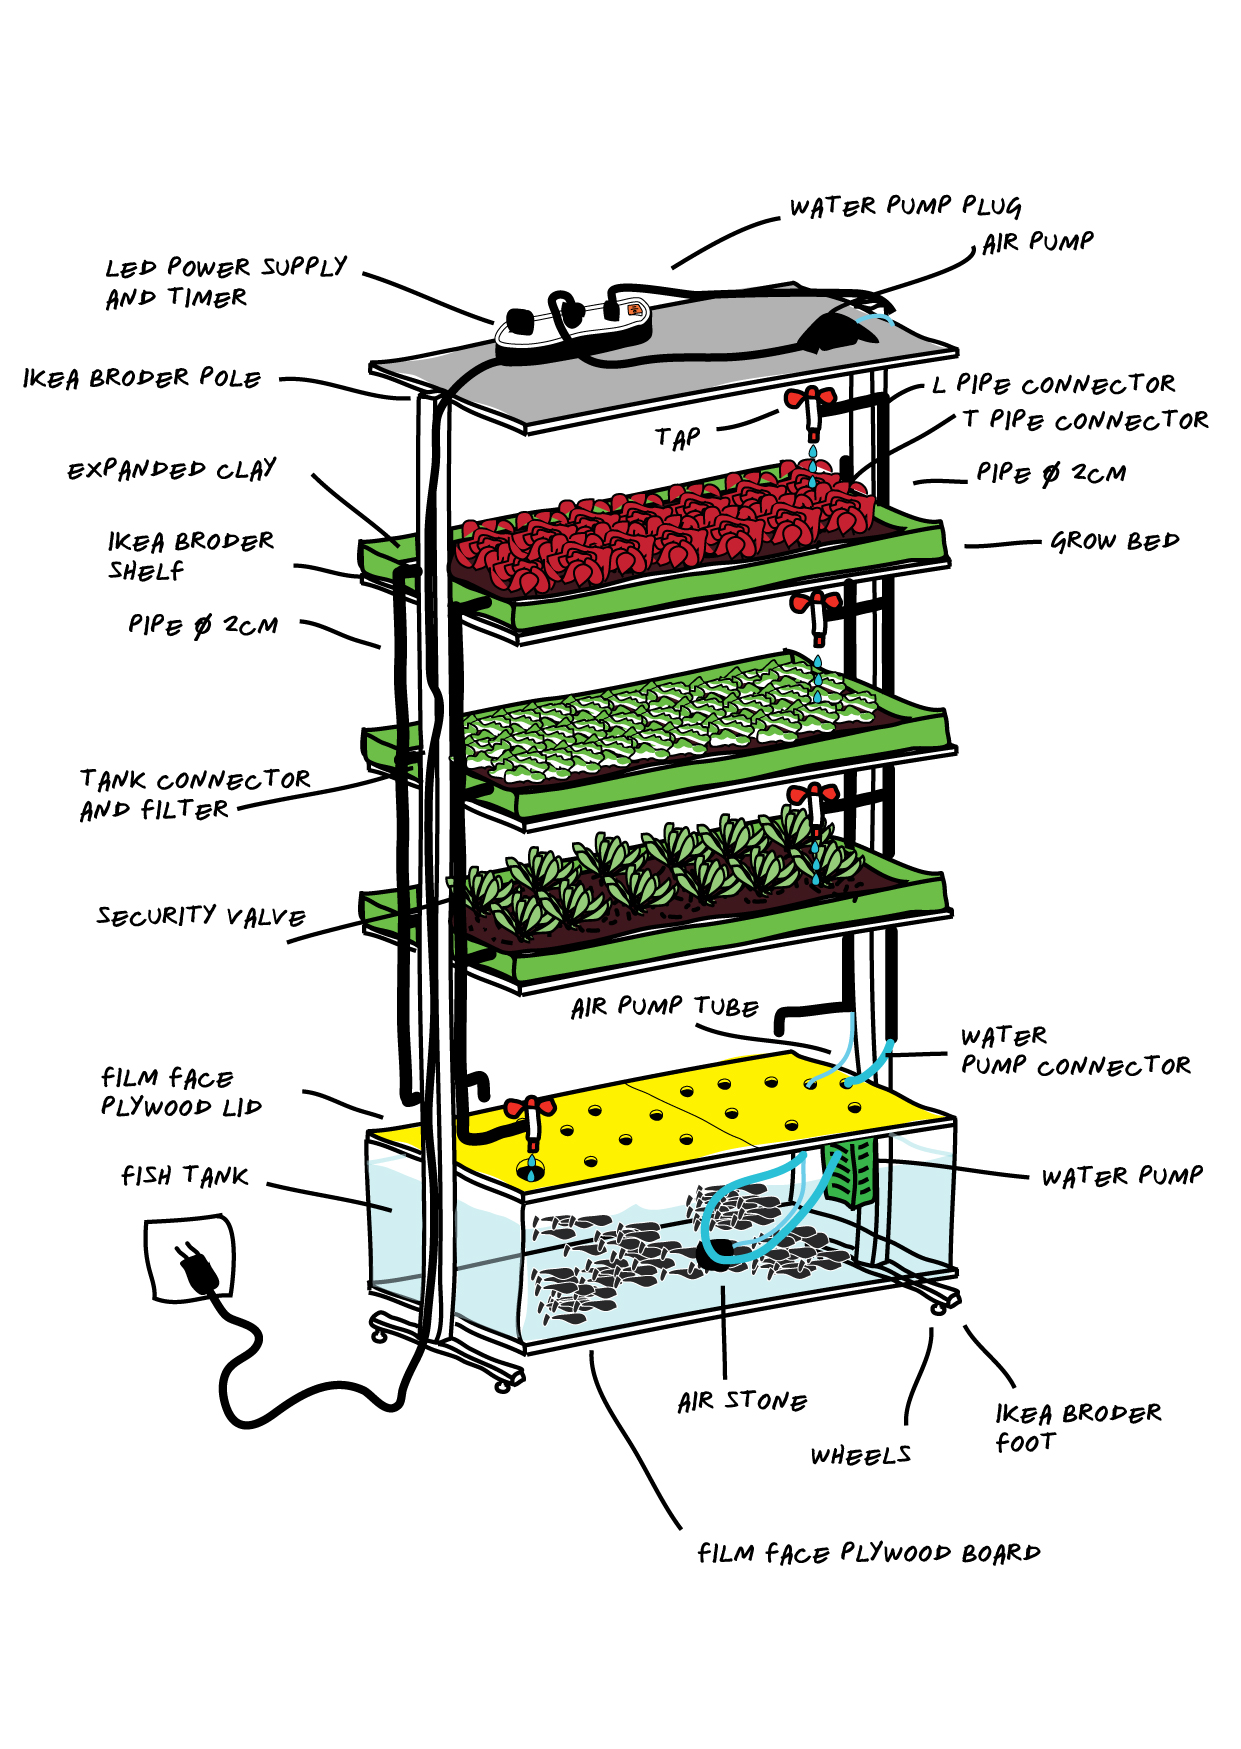 WATER PUMP PLUG
AIR PUMP
LED POWER SUPPLY
AND TIMER
IKEA BRODER POLE
L PIPE CONNECTOR
T PIPE CONNECTOR
TAP
EXPANDED CLAY
PIPE Ø 2CM
IKEA BRODER
SHELF
GROW BED
PIPE Ø 2CM
TANK CONNECTOR
AND FILTER
SECURITY VALVE
AIR PUMP TUBE
WATER
PUMP CONNECTOR
FILM FACE
PLYWOOD LID
FISH TANK
WATER PUMP
AIR STONE
IKEA BRODER
FOOT
WHEELS
FILM FACE PLYWOOD BOARD